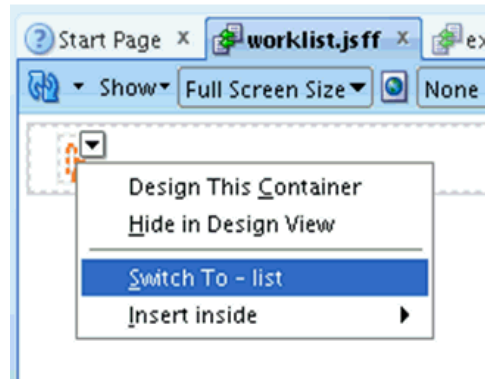 Start Page worklist.jsff ex
Show Full Screen Size None
Design This Container
Hide in Design View
Switch To - list
Insert inside